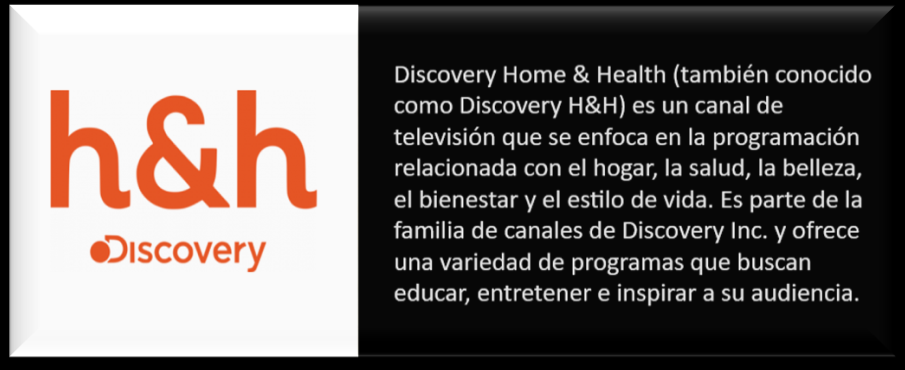 h&h
Discovery
Discovery Home & Health (también conocido
como Discovery H&H) es un canal de
televisión que se enfoca en la programación
relacionada con el hogar, la salud, la belleza,
el bienestar y el estilo de vida. Es parte de la
familia de canales de Discovery Inc. y ofrece
una variedad de programas que buscan
educar, entretener e inspirar a su audiencia.